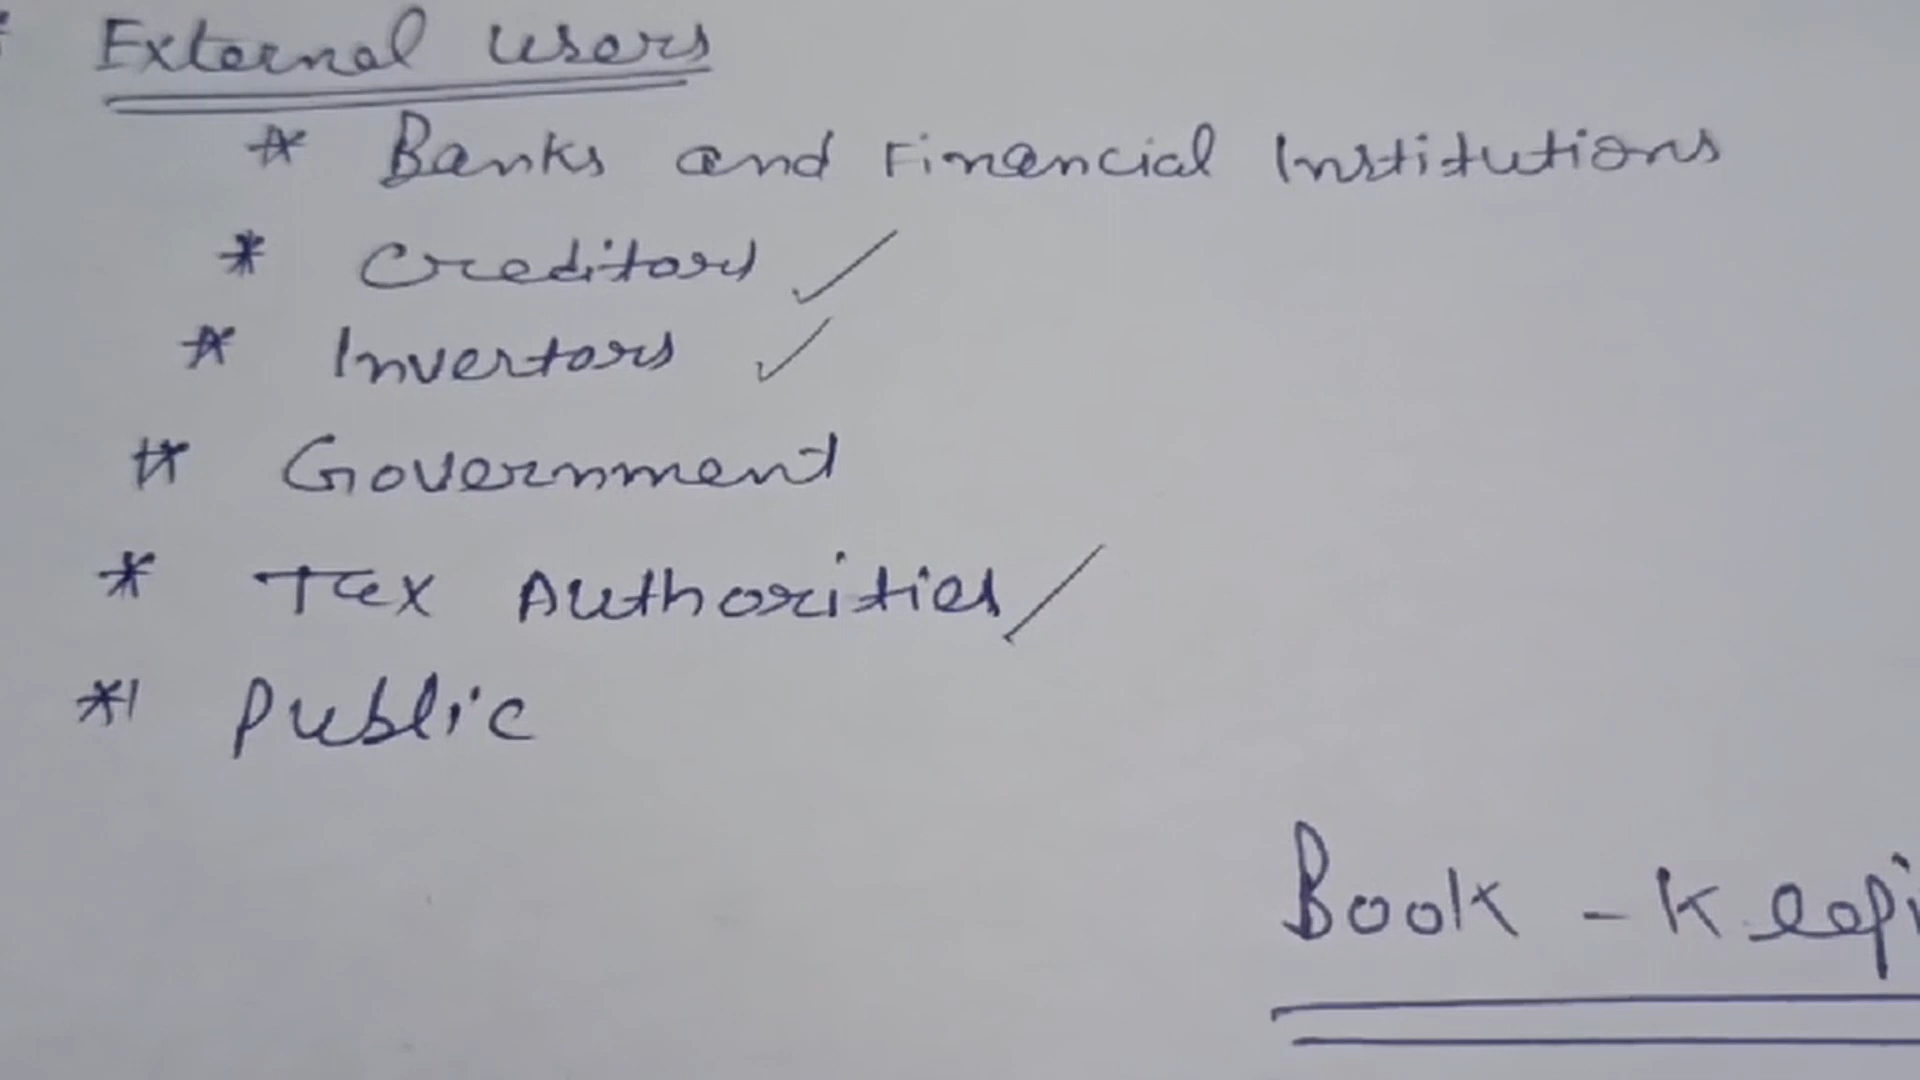 External users
* Banks and Financial Institutions
* Creditors ✓
* Investors ✓
* Government
* Tax Authorities /
* Public
Book - Keepi